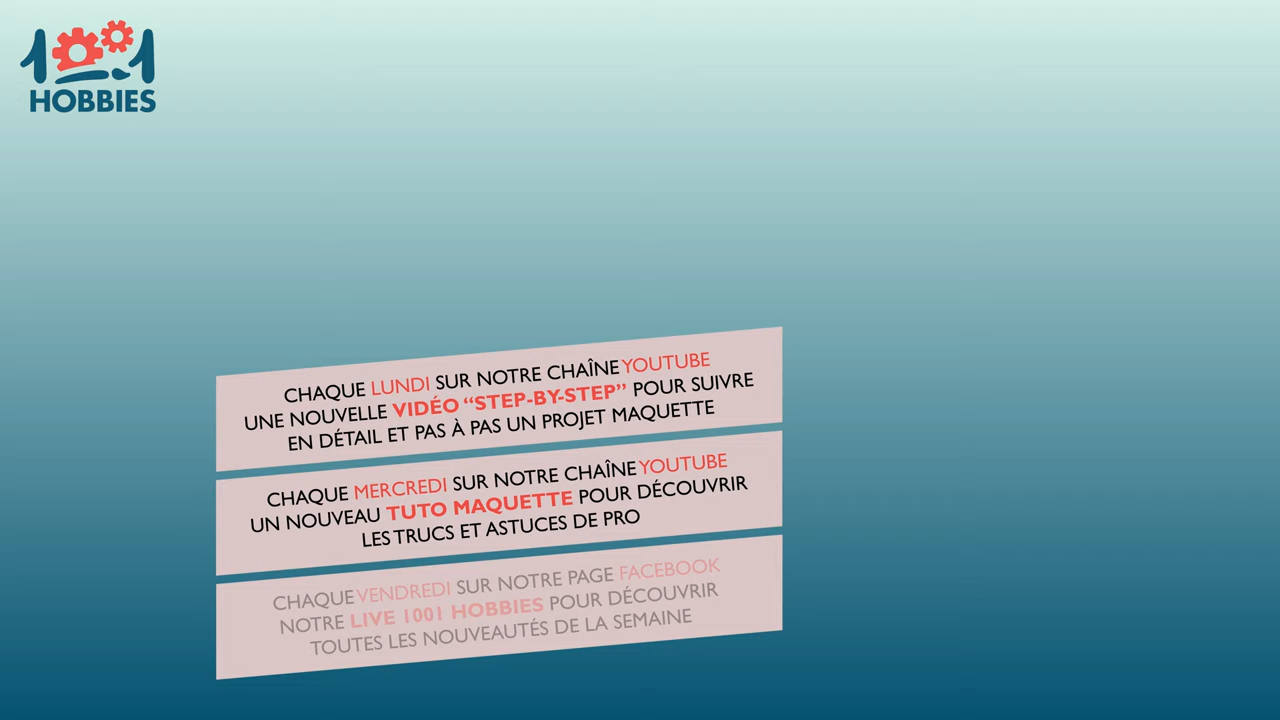 1001
HOBBIES
CHAQUE LUNDI SUR NOTRE CHAÎNE YOUTUBE
UNE NOUVELLE VIDÉO “STEP-BY-STEP” POUR SUIVRE
EN DÉTAIL ET PAS À PAS UN PROJET MAQUETTE
CHAQUE MERCREDI SUR NOTRE CHAÎNE YOUTUBE
UN NOUVEAU TUTO MAQUETTE POUR DÉCOUVRIR
LES TRUCS ET ASTUCES DE PRO
CHAQUE VENDREDI SUR NOTRE PAGE FACEBOOK
NOTRE LIVE 1001 HOBBIES POUR DÉCOUVRIR
TOUTES LES NOUVEAUTÉS DE LA SEMAINE